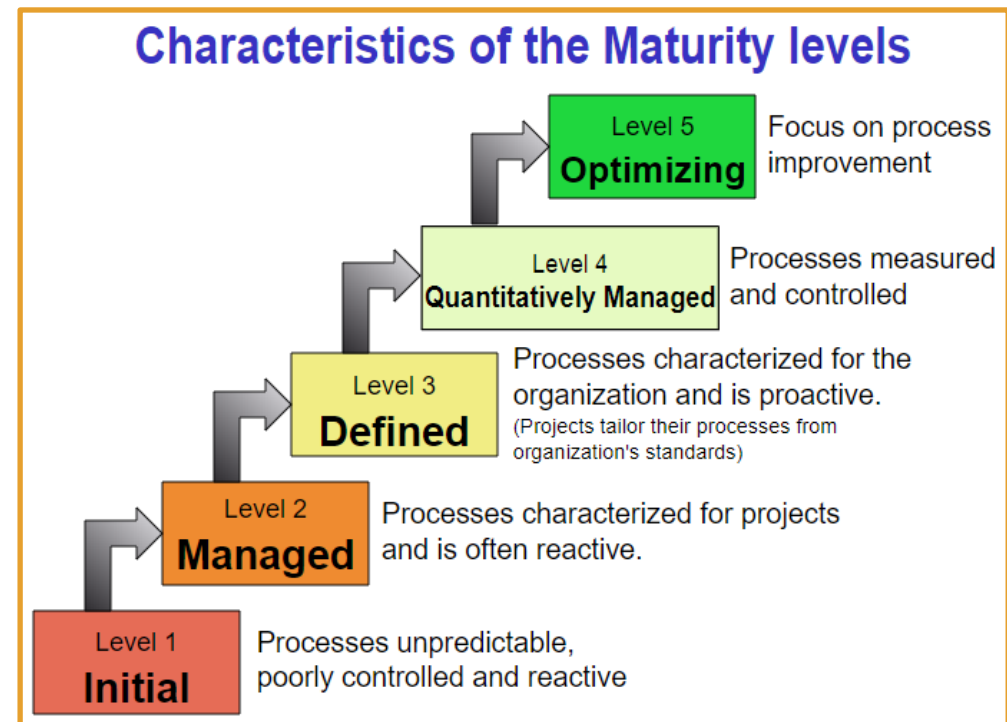 Characteristics of the Maturity levels
Level 5
Optimizing
Focus on process
improvement
Level 4
Quantitatively Managed
Processes measured
and controlled
Level 3
Defined
Processes characterized for the
organization and is proactive.
(Projects tailor their processes from
organization's standards)
Level 2
Managed
Processes characterized for projects
and is often reactive.
Level 1
Initial
Processes unpredictable,
poorly controlled and reactive